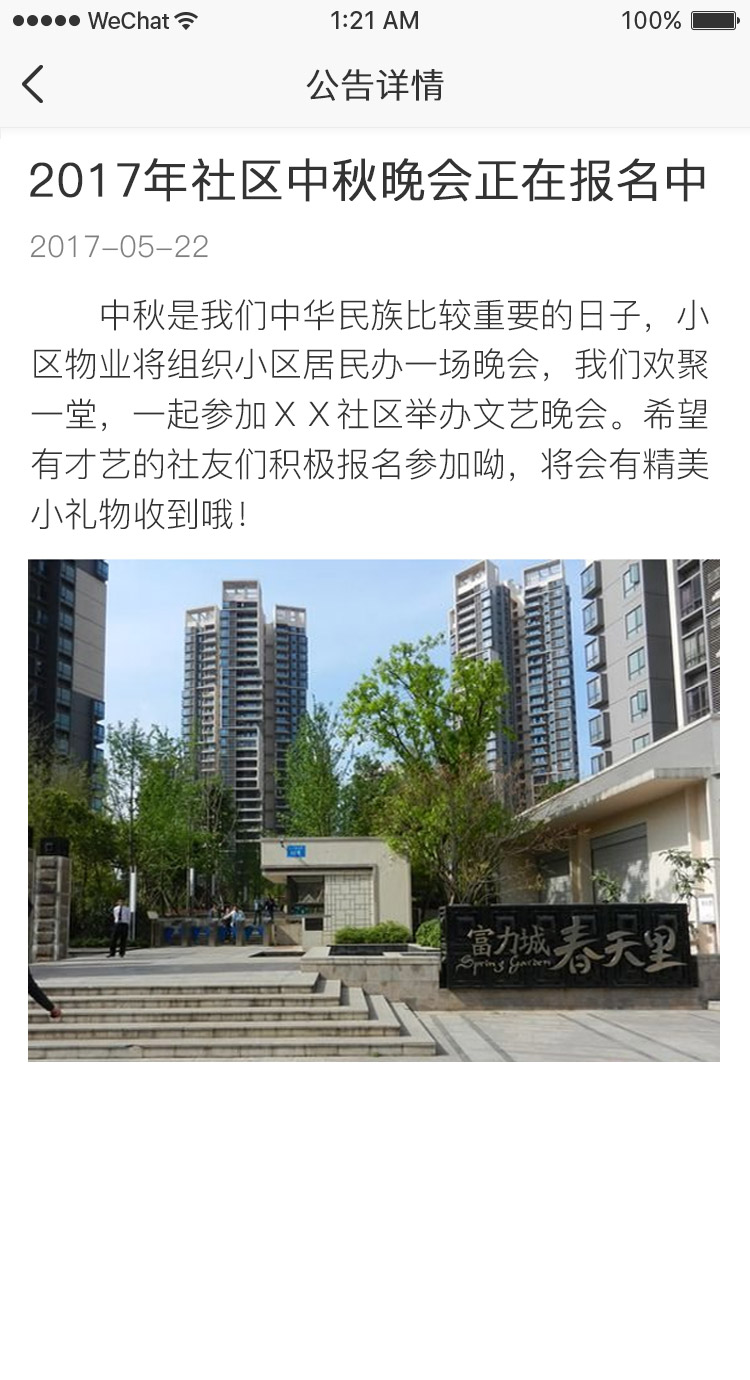 WeChat 1:21 AM 100%
公告详情
2017年社区中秋晚会正在报名中
2017-05-22
中秋是我们中华民族比较重要的日子，小
区物业将组织小区居民办一场晚会，我们欢聚
一堂，一起参加ＸＸ社区举办文艺晚会。希望
有才艺的社友们积极报名参加呦，将会有精美
小礼物收到哦！
富力城 春天里
Spring Garden